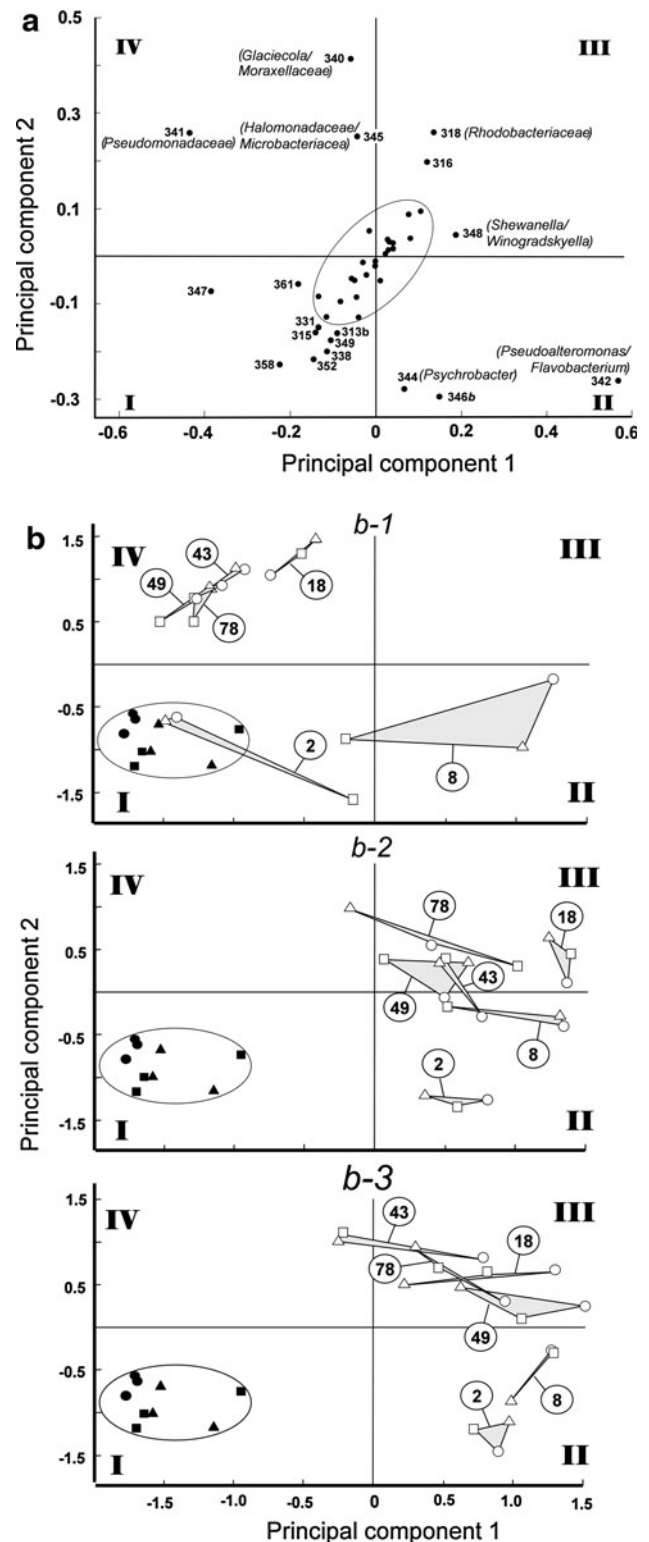 a
IV
III
0.5
0.3
0.1
-0.1
-0.3
Principal component 2
(Glaciecola/
Moraxellaceae)
340
341
(Pseudomonadaceae)
(Halomonadaceae/
Microbacteriacea)
345
318 (Rhodobacteriaceae)
316
348
(Shewanella/
Winogradskyella)
347
361
331
315
313b
349
338
358
352
(Pseudoalteromonas/
Flavobacterium)
342
344 (Psychrobacter)
346b
I
II
-0.6
-0.4
-0.2
0
0.2
0.4
0.6
Principal component 1
b
b-1
IV
III
1.5
0.5
-0.5
-1.5
43
49
78
18
2
8
I
II
b-2
IV
III
1.5
0.5
-0.5
-1.5
Principal component 2
78
18
43
49
8
2
I
II
b-3
IV
III
1.5
0.5
-0.5
-1.5
43
18
78
49
2
8
I
II
-1.5
-1.0
-0.5
0
0.5
1.0
1.5
Principal component 1